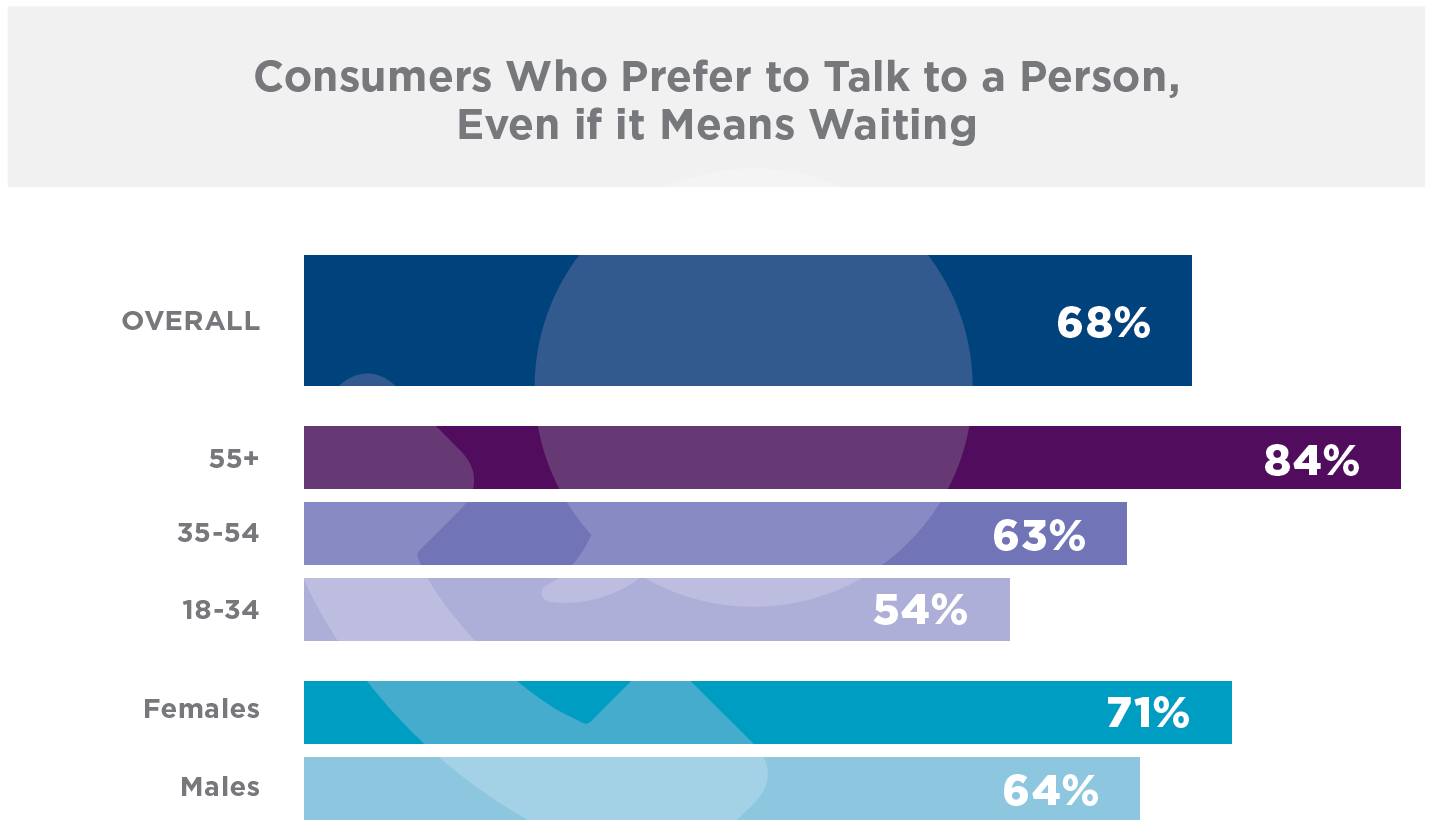 Consumers Who Prefer to Talk to a Person,
Even if it Means Waiting
OVERALL 68%
55+ 84%
35-54 63%
18-34 54%
Females 71%
Males 64%